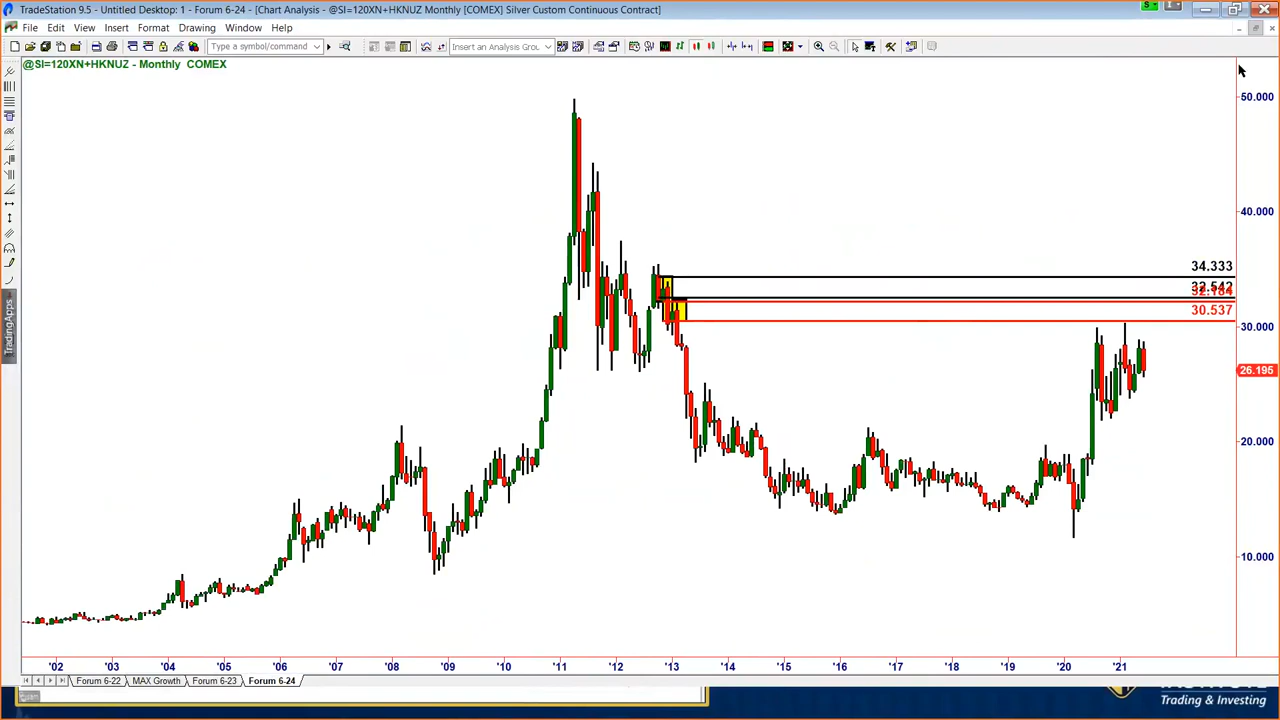 TradeStation 9.5 - Untitled Desktop: 1 - Forum 6-24 - [Chart Analysis - @SI=120XN+HKNUZ Monthly [COMEX] Silver Custom Continuous Contract]
File Edit View Insert Format Drawing Window Help
Type a symbol/command
Insert an Analysis Grou
@SI=120XN+HKNUZ - Monthly COMEX
50.000
40.000
34.333
32.542
30.537
30.000
26.195
20.000
10.000
TradingApps
'02 '03 '04 '05 '06 '07 '08 '09 '10 '11 '12 '13 '14 '15 '16 '17 '18 '19 '20 '21
Forum 6-22 MAX Growth Forum 6-23 Forum 6-24
Trading & Investing